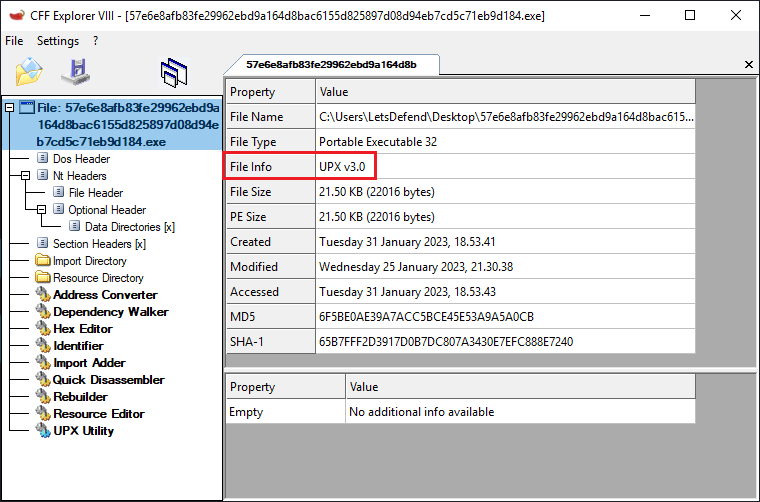 CFF Explorer VIII - [57e6e8afb83fe29962ebd9a164d8bac6155d825897d08d94eb7cd5c71eb9d184.exe]
File Settings ?
57e6e8afb83fe29962ebd9a164d8b
File: 57e6e8afb83fe29962ebd9a
164d8bac6155d825897d08d94e
b7cd5c71eb9d184.exe
Dos Header
Nt Headers
File Header
Optional Header
Data Directories [x]
Section Headers [x]
Import Directory
Resource Directory
Address Converter
Dependency Walker
Hex Editor
Identifier
Import Adder
Quick Disassembler
Rebuilder
Resource Editor
UPX Utility
Property Value
File Name C:\Users\LetsDefend\Desktop\57e6e8afb83fe29962ebd9a164d8bac615...
File Type Portable Executable 32
File Info UPX v3.0
File Size 21.50 KB (22016 bytes)
PE Size 21.50 KB (22016 bytes)
Created Tuesday 31 January 2023, 18.53.41
Modified Wednesday 25 January 2023, 21.30.38
Accessed Tuesday 31 January 2023, 18.53.43
MD5 6F5BE0AE39A7ACC5BCE45E53A9A5A0CB
SHA-1 65B7FFF2D3917D0B7DC807A3430E7EFC888E7240
Property Value
Empty No additional info available